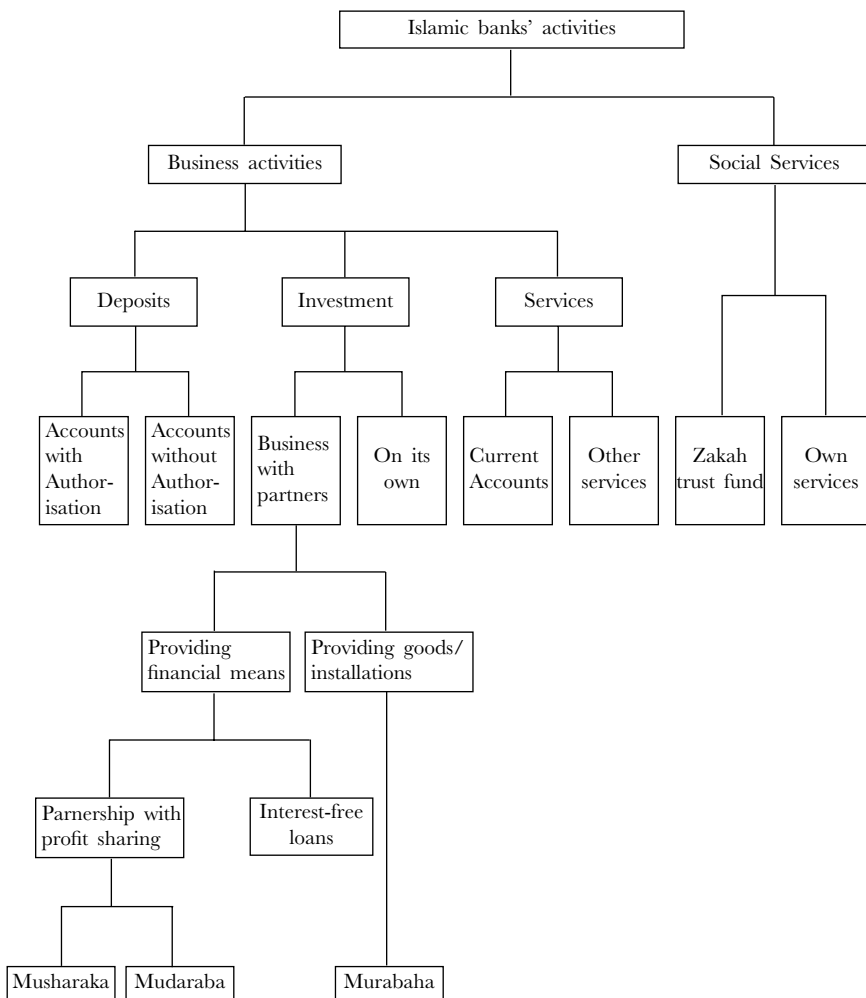 Islamic banks’ activities
Business activities
Social Services
Deposits
Investment
Services
Accounts
with
Author-
isation
Accounts
without
Author-
isation
Business
with
partners
On its
own
Current
Accounts
Other
services
Zakah
trust fund
Own
services
Providing
financial means
Providing goods/
installations
Parnership with
profit sharing
Interest-free
loans
Musharaka
Mudaraba
Murabaha